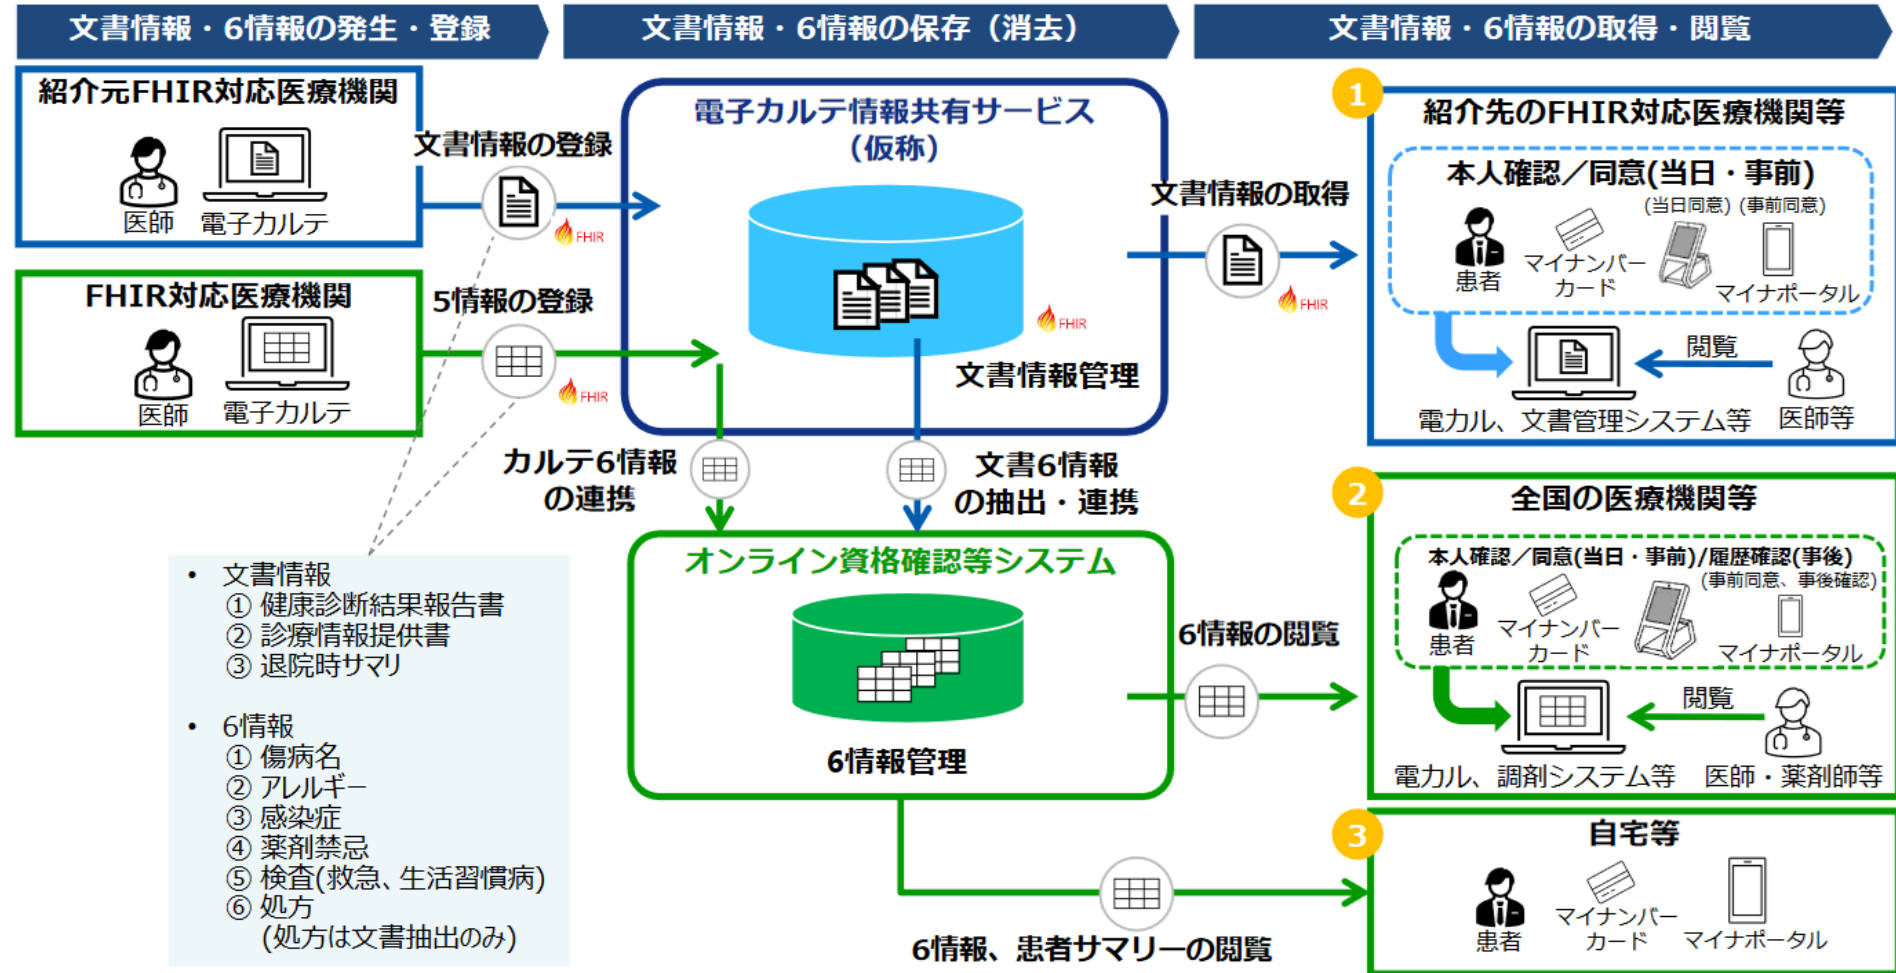 文書情報・6情報の発生・登録
文書情報・6情報の保存（消去）
文書情報・6情報の取得・閲覧
紹介元FHIR対応医療機関
医師
電子カルテ
文書情報の登録
FHIR
FHIR対応医療機関
医師
電子カルテ
5情報の登録
FHIR
電子カルテ情報共有サービス
(仮称)
FHIR
文書情報管理
文書情報の取得
FHIR
カルテ6情報
の連携
文書6情報
の抽出・連携
オンライン資格確認等システム
6情報管理
6情報の閲覧
6情報、患者サマリーの閲覧
• 文書情報
① 健康診断結果報告書
② 診療情報提供書
③ 退院時サマリ
• 6情報
① 傷病名
② アレルギー
③ 感染症
④ 薬剤禁忌
⑤ 検査(救急、生活習慣病)
⑥ 処方
(処方は文書抽出のみ)
1
紹介先のFHIR対応医療機関等
本人確認／同意(当日・事前)
(当日同意) (事前同意)
患者
マイナンバー
カード
マイナポータル
閲覧
電カル、文書管理システム等
医師等
2
全国の医療機関等
本人確認／同意(当日・事前)/履歴確認(事後)
(事前同意、事後確認)
患者
マイナンバー
カード
マイナポータル
閲覧
電カル、調剤システム等
医師・薬剤師等
3
自宅等
患者
マイナンバー
カード
マイナポータル